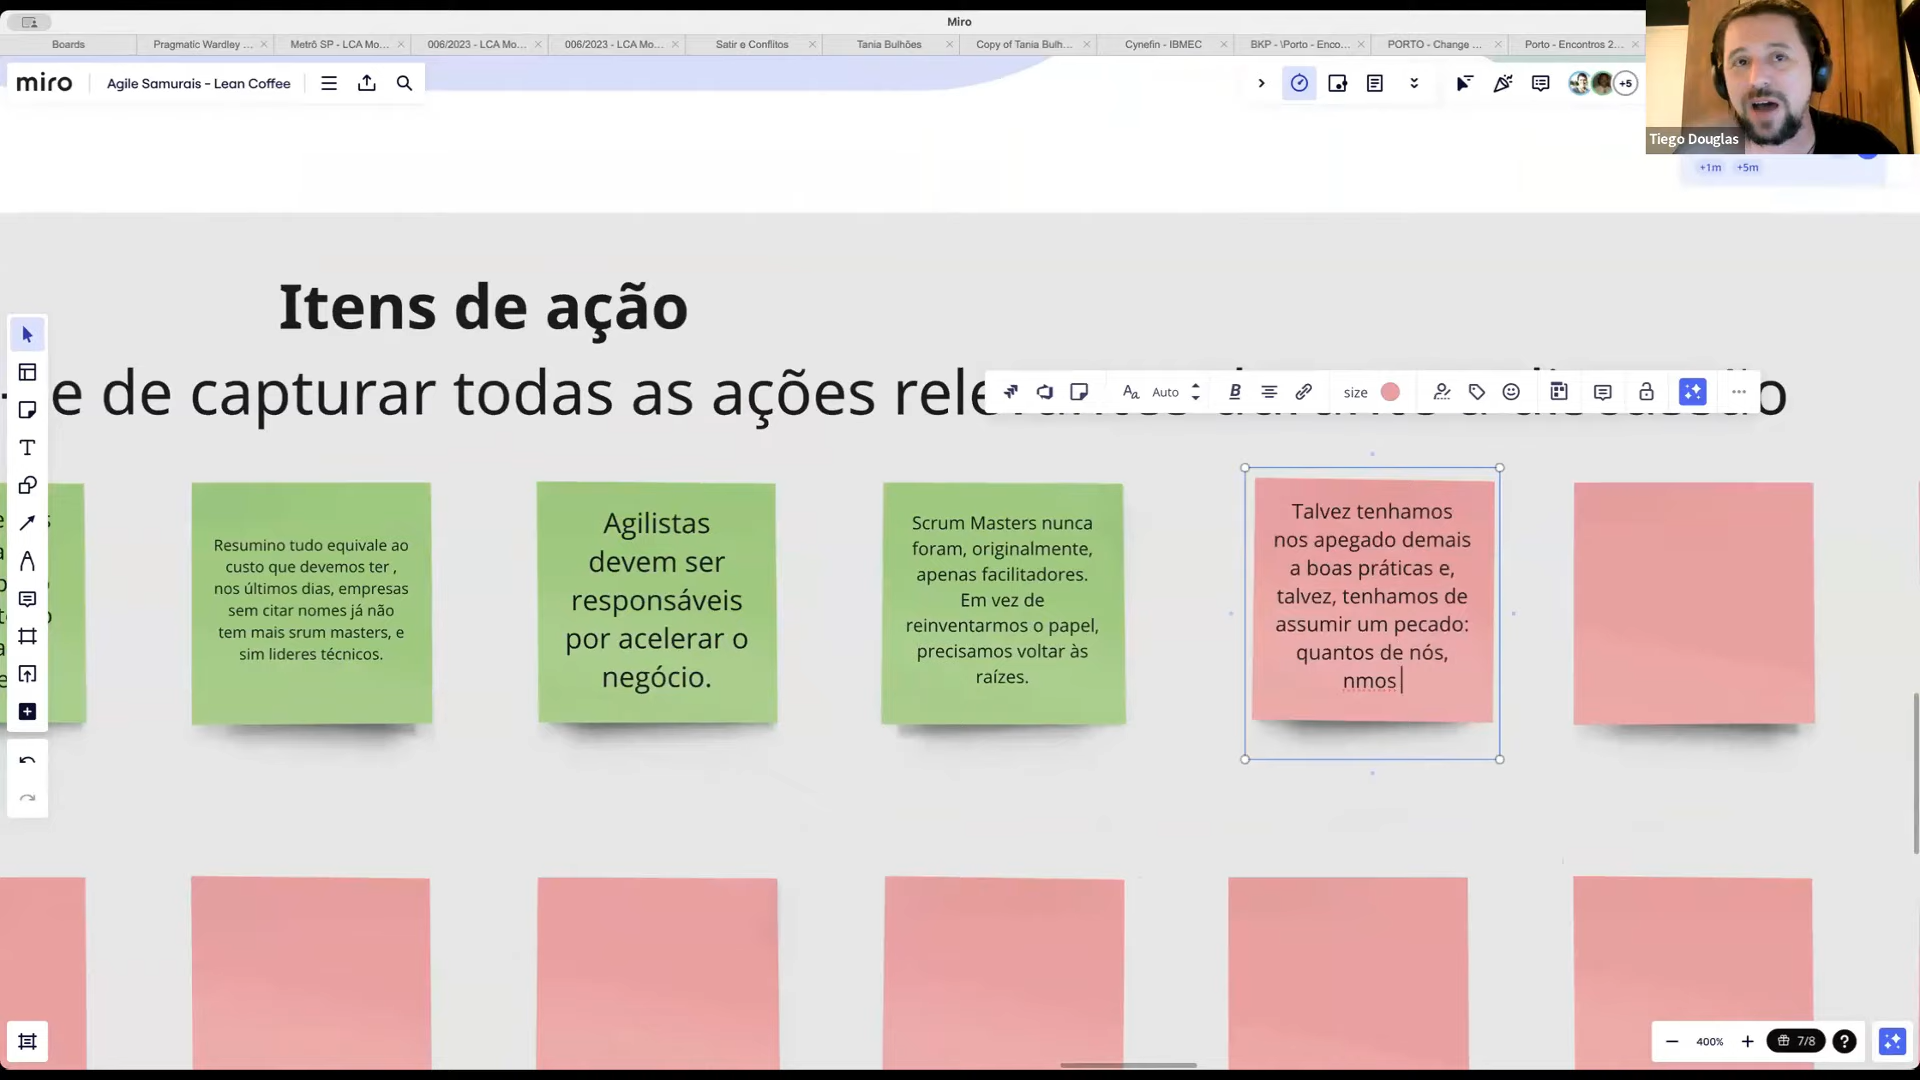 Miro
Boards
Pragmatic Wardley ...
Metrô SP - LCA Mo...
006/2023 - LCA Mo...
006/2023 - LCA Mo...
Satir e Conflitos
Tania Bulhões
Copy of Tania Bulh...
Cynefin - IBMEC
BKP - \Porto - Enco...
PORTO - Change ...
Porto - Encontros 2...
miro
Agile Samurais - Lean Coffee
+5
Tiego Douglas
+1m
+5m
Itens de ação
-e de capturar todas as ações relevantes durante a discussão
Auto
B
size
Resumino tudo equivale ao
custo que devemos ter ,
nos últimos dias, empresas
sem citar nomes já não
tem mais srum masters, e
sim lideres técnicos.
Agilistas
devem ser
responsáveis
por acelerar o
negócio.
Scrum Masters nunca
foram, originalmente,
apenas facilitadores.
Em vez de
reinventarmos o papel,
precisamos voltar às
raízes.
Talvez tenhamos
nos apegado demais
a boas práticas e,
talvez, tenhamos de
assumir um pecado:
quantos de nós,
nmos
400%
7/8